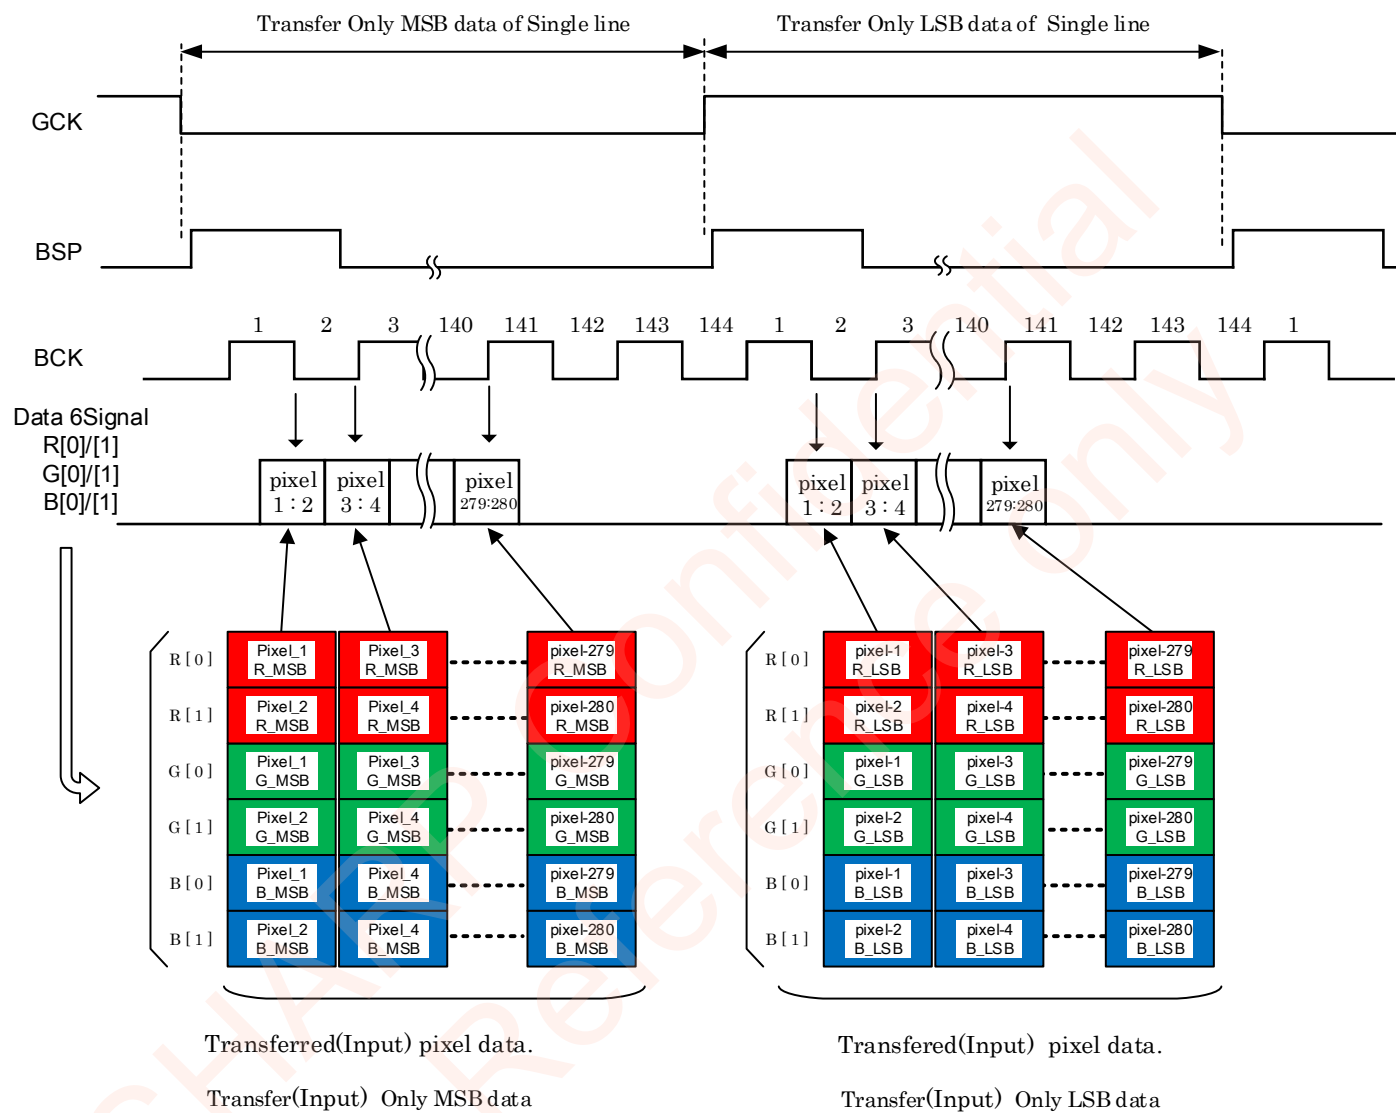 Transfer Only MSB data of Single line
Transfer Only LSB data of Single line
GCK
BSP
BCK
1 2 3 140 141 142 143 144 1 2 3 140 141 142 143 144 1
Data 6Signal
R[0]/[1]
G[0]/[1]
B[0]/[1]
pixel 1 : 2
pixel 3 : 4
pixel 279:280
pixel 1 : 2
pixel 3 : 4
pixel 279:280
R [ 0 ] Pixel_1 R_MSB Pixel_3 R_MSB pixel-279 R_MSB
R [ 1 ] Pixel_2 R_MSB Pixel_4 R_MSB pixel-280 R_MSB
G [ 0 ] Pixel_1 G_MSB Pixel_3 G_MSB pixel-279 G_MSB
G [ 1 ] Pixel_2 G_MSB Pixel_4 G_MSB pixel-280 G_MSB
B [ 0 ] Pixel_1 B_MSB Pixel_4 B_MSB pixel-279 B_MSB
B [ 1 ] Pixel_2 B_MSB Pixel_4 B_MSB pixel-280 B_MSB
R [ 0 ] pixel-1 R_LSB pixel-3 R_LSB pixel-279 R_LSB
R [ 1 ] pixel-2 R_LSB pixel-4 R_LSB pixel-280 R_LSB
G [ 0 ] pixel-1 G_LSB pixel-3 G_LSB pixel-279 G_LSB
G [ 1 ] pixel-2 G_LSB pixel-4 G_LSB pixel-280 G_LSB
B [ 0 ] pixel-1 B_LSB pixel-3 B_LSB pixel-279 B_LSB
B [ 1 ] pixel-2 B_LSB pixel-4 B_LSB pixel-280 B_LSB
Transferred(Input) pixel data.
Transfer(Input) Only MSB data
Transfered(Input) pixel data.
Transfer(Input) Only LSB data
SHARP Confidential
Reference only